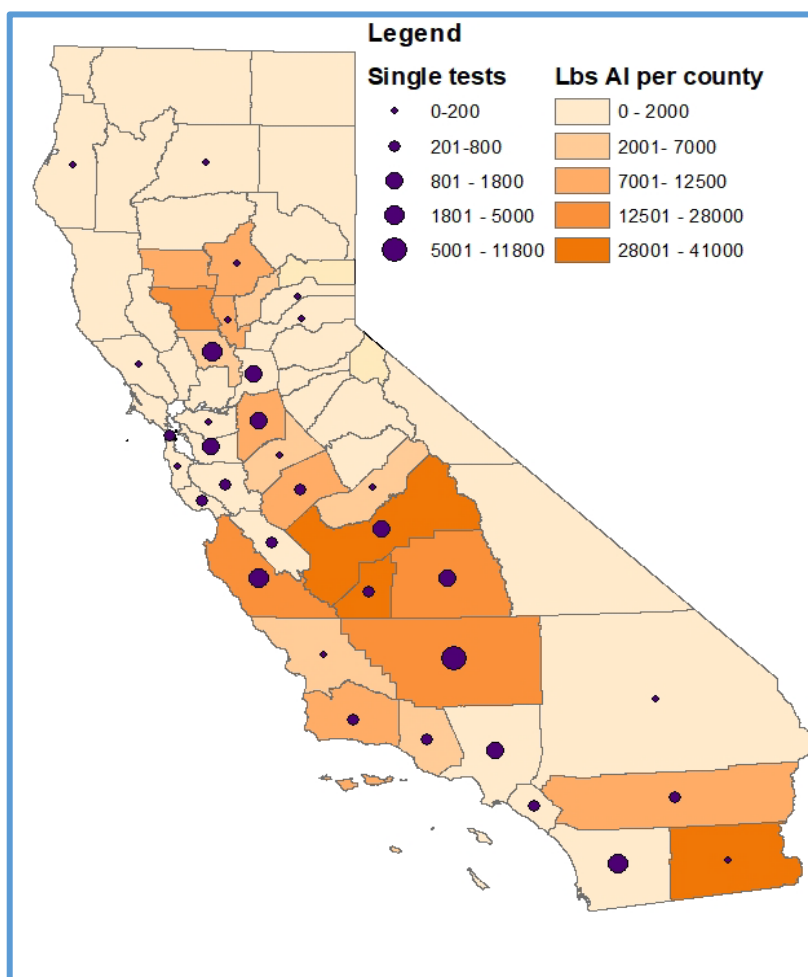 Legend
Single tests Lbs AI per county
0-200 0 - 2000
201-800 2001- 7000
801 - 1800 7001- 12500
1801 - 5000 12501 - 28000
5001 - 11800 28001 - 41000